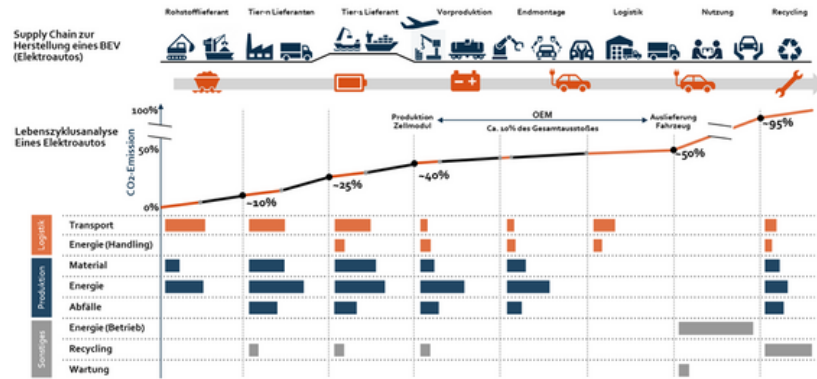 Rohstofflieferant Tier-n Lieferanten Tier-1 Lieferant Vorproduktion Endmontage Logistik Nutzung Recycling
Supply Chain zur
Herstellung eines BEV
(Elektroautos)
100%
Produktion
Zellmodul
OEM
Ca. 10% des Gesamtausstoßes
Auslieferung
Fahrzeug
~95%
Lebenszyklusanalyse
Eines Elektroautos
CO2-Emission
50%
~50%
~40%
~25%
~10%
0%
Logistik
Transport
Energie (Handling)
Produktion
Material
Energie
Abfälle
Sonstiges
Energie (Betrieb)
Recycling
Wartung